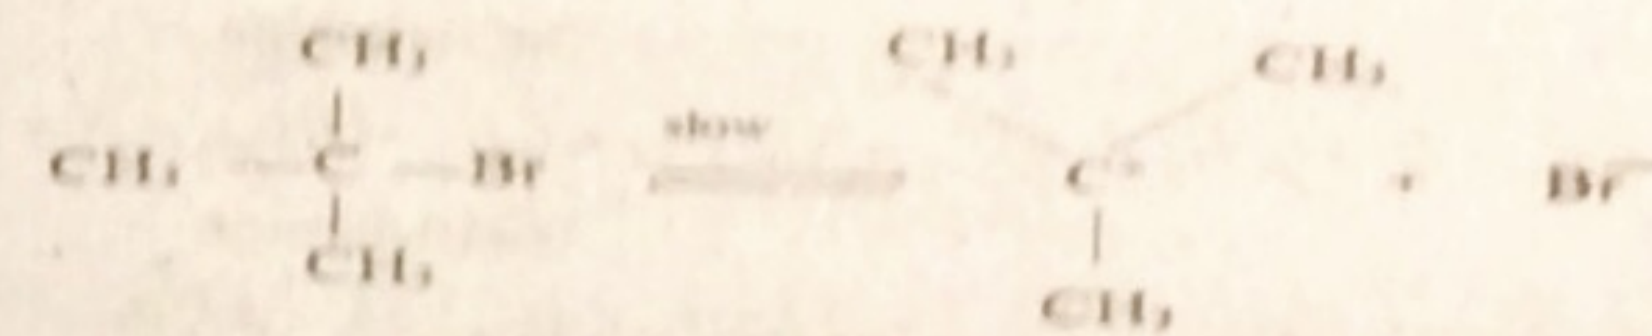 CH₃ CH₃ CH₃
slow
CH₃ — C — Br ⇌ C⁺ + Br⁻
CH₃
CH₃